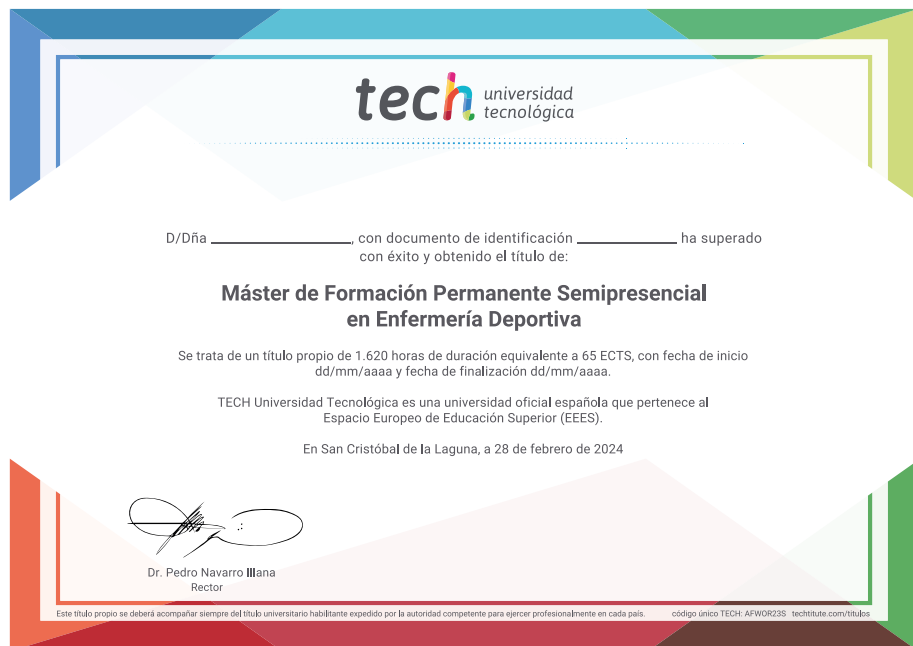 tech universidad
tecnológica
D/Dña ____________________, con documento de identificación ______________ ha superado
con éxito y obtenido el título de:
Máster de Formación Permanente Semipresencial
en Enfermería Deportiva
Se trata de un título propio de 1.620 horas de duración equivalente a 65 ECTS, con fecha de inicio
dd/mm/aaaa y fecha de finalización dd/mm/aaaa.
TECH Universidad Tecnológica es una universidad oficial española que pertenece al
Espacio Europeo de Educación Superior (EEES).
En San Cristóbal de la Laguna, a 28 de febrero de 2024
Dr. Pedro Navarro Illana
Rector
Este título propio se deberá acompañar siempre del título universitario habilitante expedido por la autoridad competente para ejercer profesionalmente en cada país. código único TECH: AFWOR23S techtitute.com/titulos